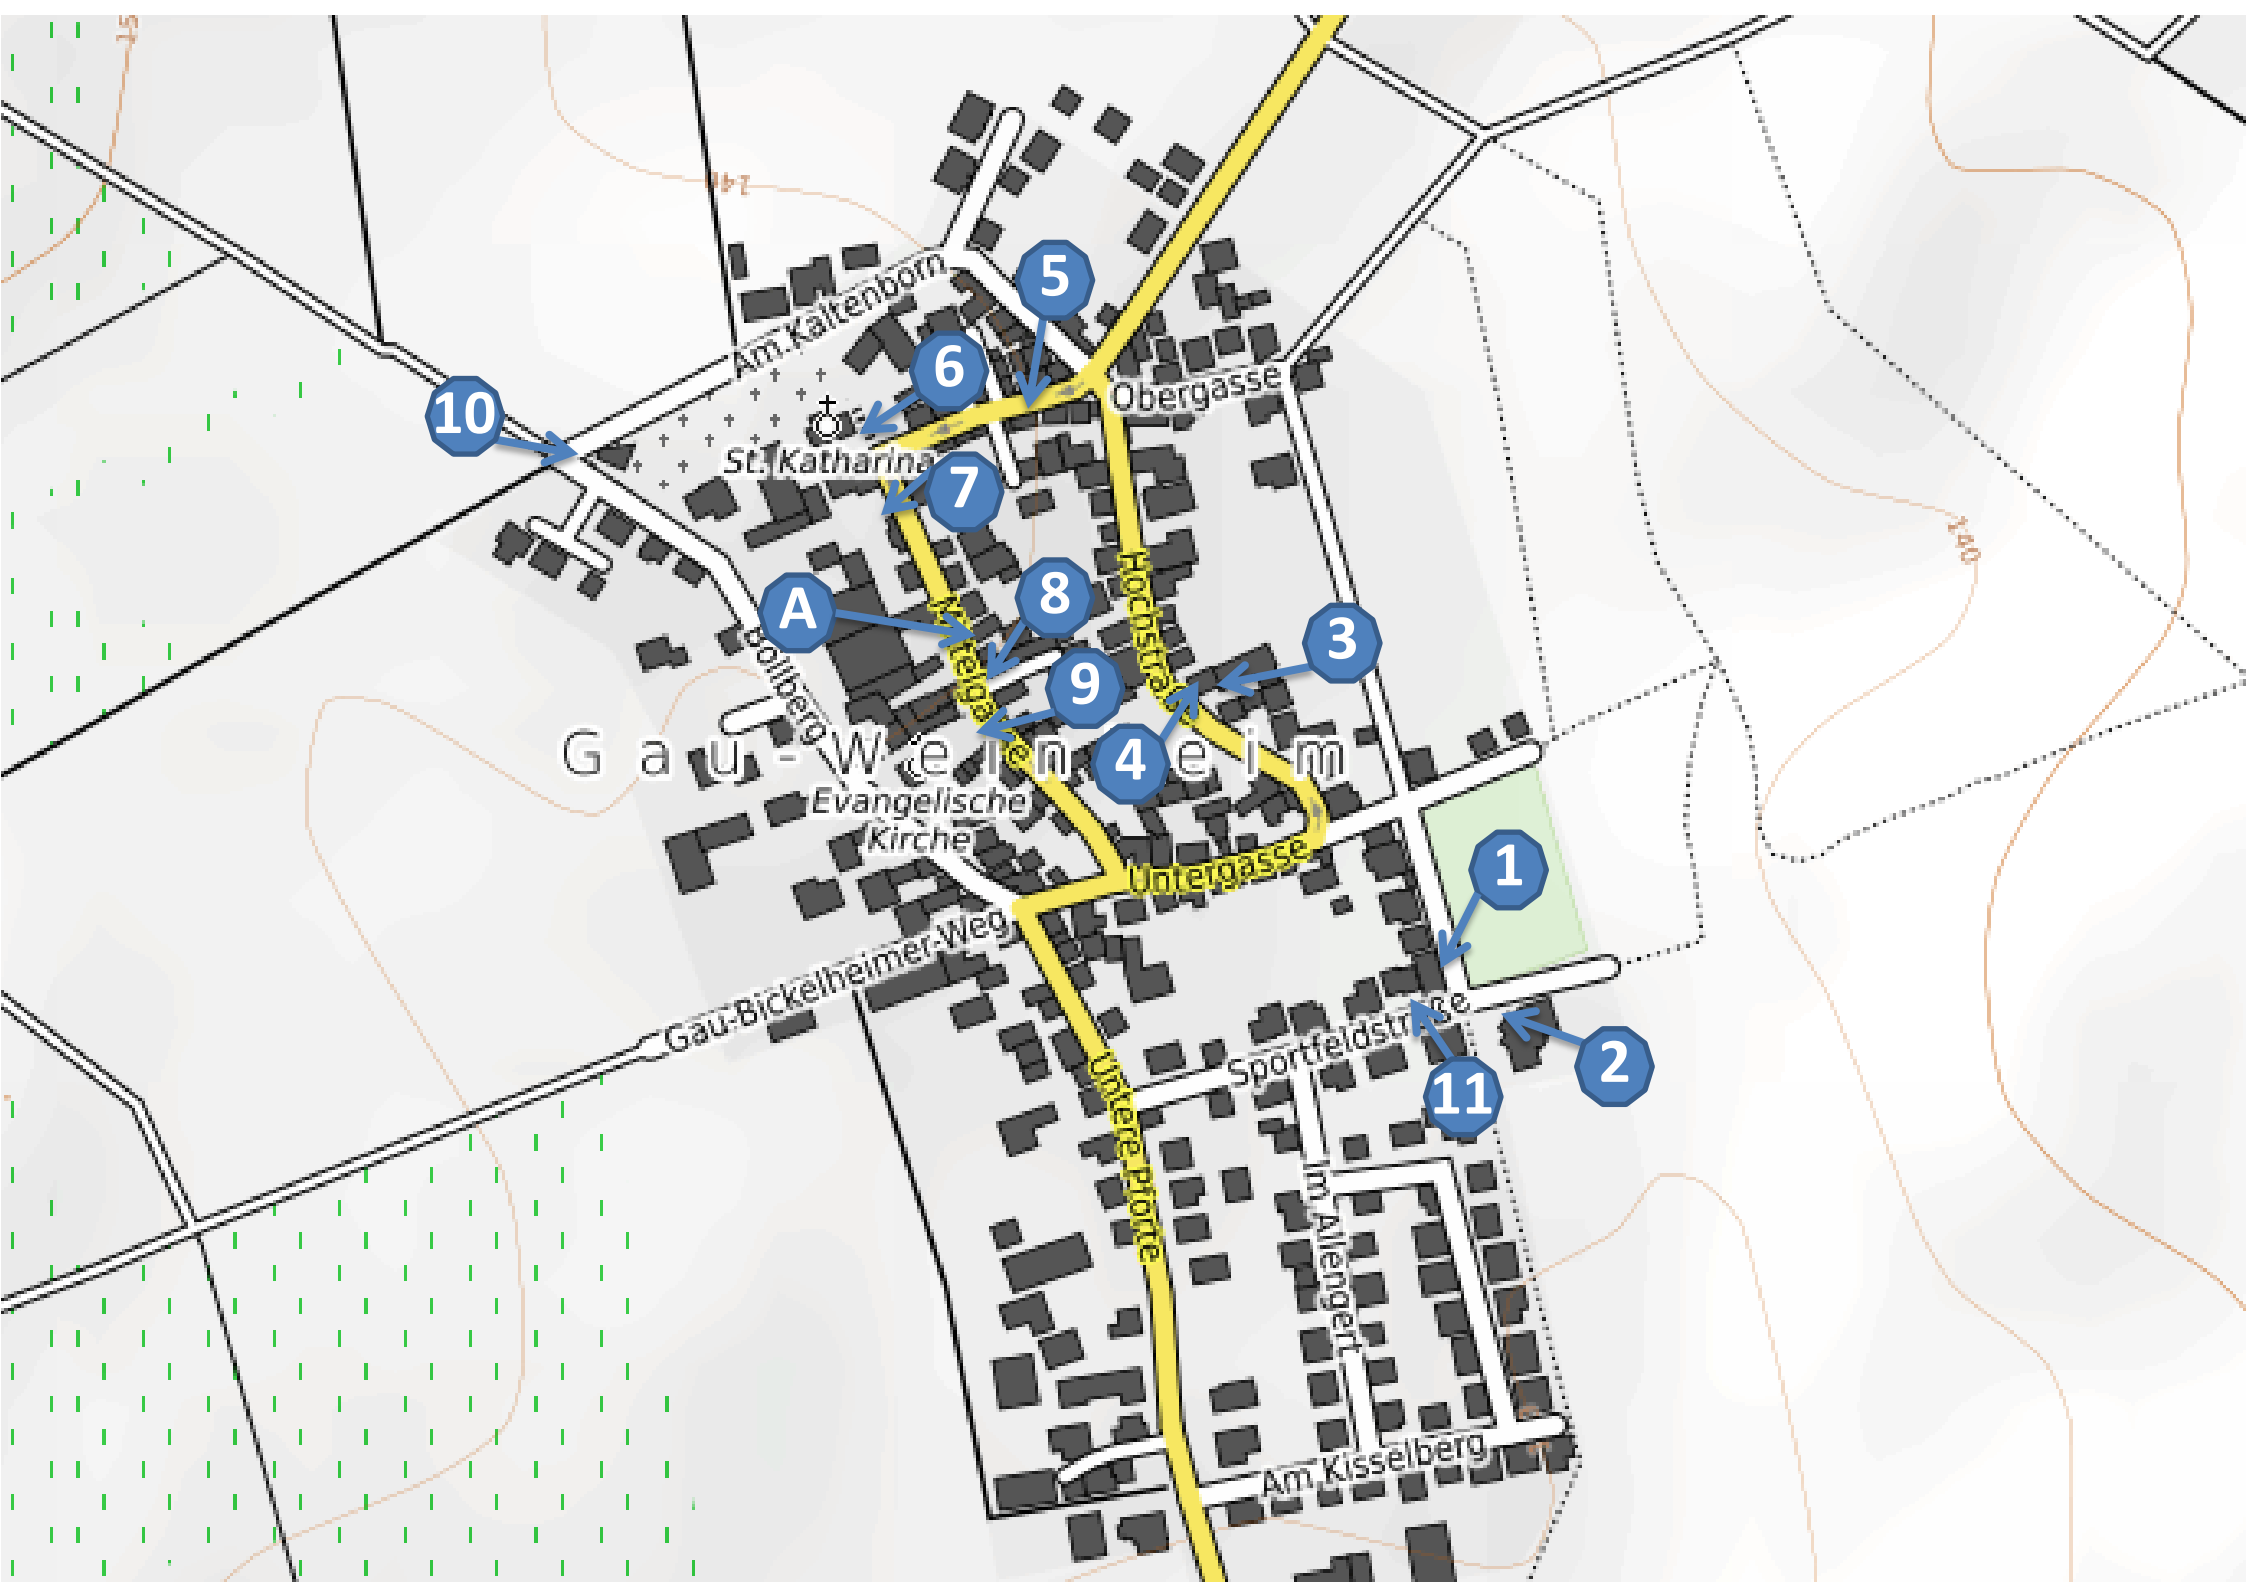 140
5
Am Kaltenborn
6
Obergasse
10
St. Katharina
7
140
8
A
Hochstraße
3
9
Bollberg
4
Gau-Weinheim
Evangelische
Kirche
Untergasse
1
Gau-Bickelheimer-Weg
Sportfeldstraße
2
11
Untere Pforte
Im Allengert
Am Kisselberg